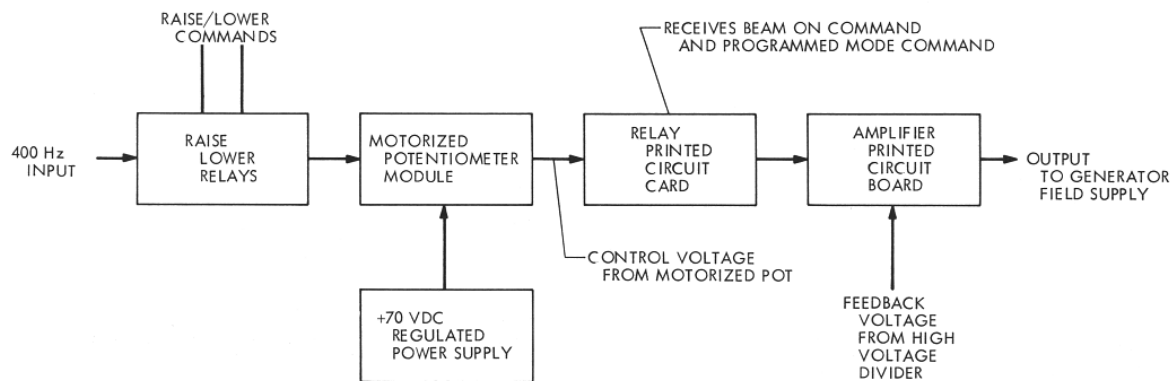 RAISE/LOWER
COMMANDS
RECEIVES BEAM ON COMMAND
AND PROGRAMMED MODE COMMAND
400 Hz
INPUT
RAISE
LOWER
RELAYS
MOTORIZED
POTENTIOMETER
MODULE
RELAY
PRINTED
CIRCUIT
CARD
AMPLIFIER
PRINTED
CIRCUIT
BOARD
OUTPUT
TO GENERATOR
FIELD SUPPLY
CONTROL VOLTAGE
FROM MOTORIZED POT
+70 VDC
REGULATED
POWER SUPPLY
FEEDBACK
VOLTAGE
FROM HIGH
VOLTAGE
DIVIDER